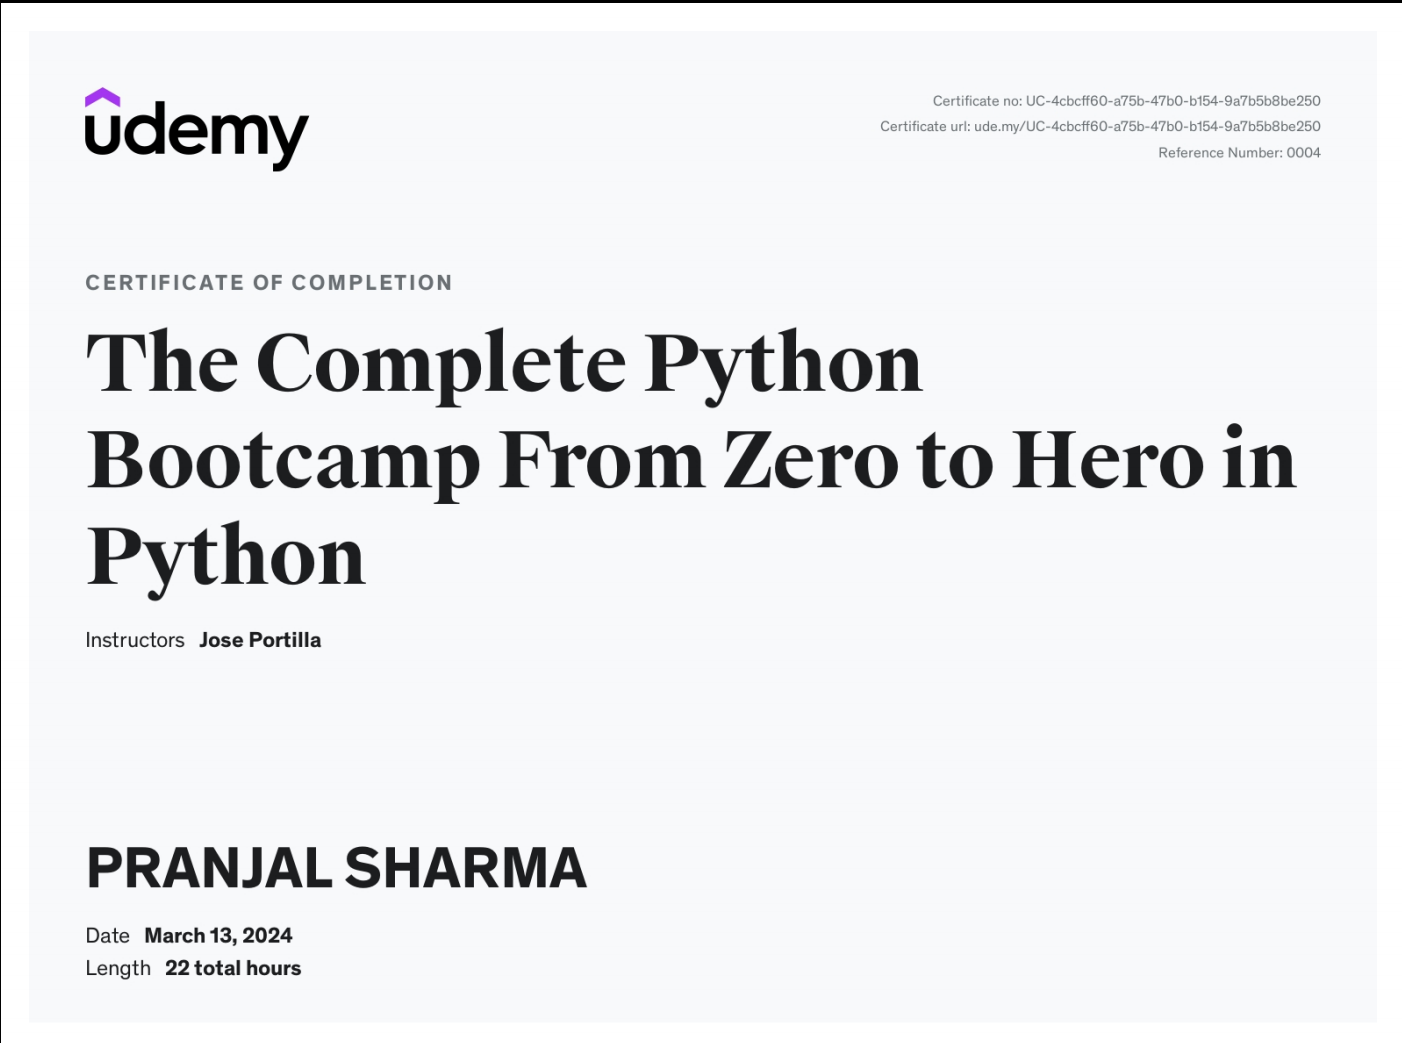 udemy
Certificate no: UC-4cbcff60-a75b-47b0-b154-9a7b5b8be250
Certificate url: ude.my/UC-4cbcff60-a75b-47b0-b154-9a7b5b8be250
Reference Number: 0004
CERTIFICATE OF COMPLETION
The Complete Python
Bootcamp From Zero to Hero in
Python
Instructors Jose Portilla
PRANJAL SHARMA
Date March 13, 2024
Length 22 total hours